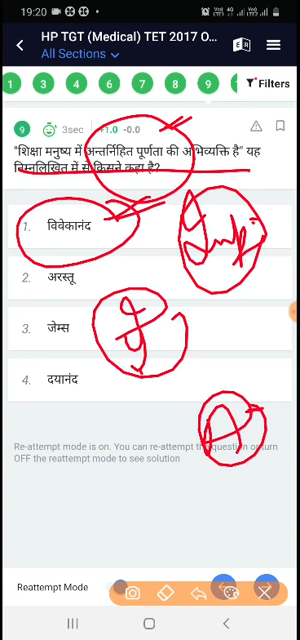 19:20
HP TGT (Medical) TET 2017 O...
All Sections
1 3 4 6 7 8 9
Filters
9 3sec +1.0 -0.0
"शिक्षा मनुष्य में अन्तर्निहित पूर्णता की अभिव्यक्ति है" यह
निम्नलिखित में से किसने कहा है?
1. विवेकानंद
Imp
2. अरस्तू
3. जेम्स
4. दयानंद
A
Re-attempt mode is on. You can re-attempt the question or turn
OFF the reattempt mode to see solution
Reattempt Mode